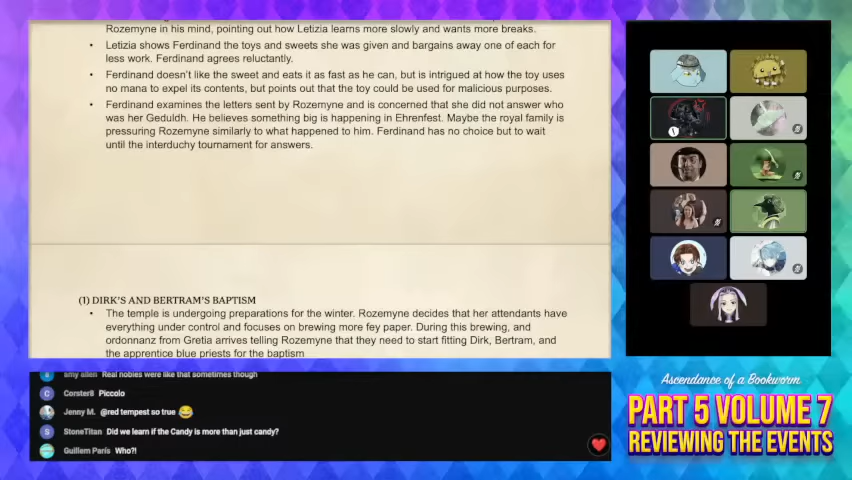 Rozemyne in his mind, pointing out how Letizia learns more slowly and wants more breaks.
• Letizia shows Ferdinand the toys and sweets she was given and bargains away one of each for
less work. Ferdinand agrees reluctantly.
• Ferdinand doesn't like the sweet and eats it as fast as he can, but is intrigued at how the toy uses
no mana to expel its contents, but points out that the toy could be used for malicious purposes.
• Ferdinand examines the letters sent by Rozemyne and is concerned that she did not answer who
was her Geduldh. He believes something big is happening in Ehrenfest. Maybe the royal family is
pressuring Rozemyne similarly to what happened to him. Ferdinand has no choice but to wait
until the interduchy tournament for answers.
(1) DIRK'S AND BERTRAM'S BAPTISM
• The temple is undergoing preparations for the winter. Rozemyne decides that her attendants have
everything under control and focuses on brewing more fey paper. During this brewing, and
ordonnanz from Gretia arrives telling Rozemyne that they need to start fitting Dirk, Bertram, and
the apprentice blue priests for the baptism
amy allen Real nobles were like that sometimes though
C Corster8 Piccolo
Jenny M. @red tempest so true 😂
S StoneTitan Did we learn if the Candy is more than just candy?
Guillem París Who?!
Ascendance of a Bookworm
PART 5 VOLUME 7
REVIEWING THE EVENTS